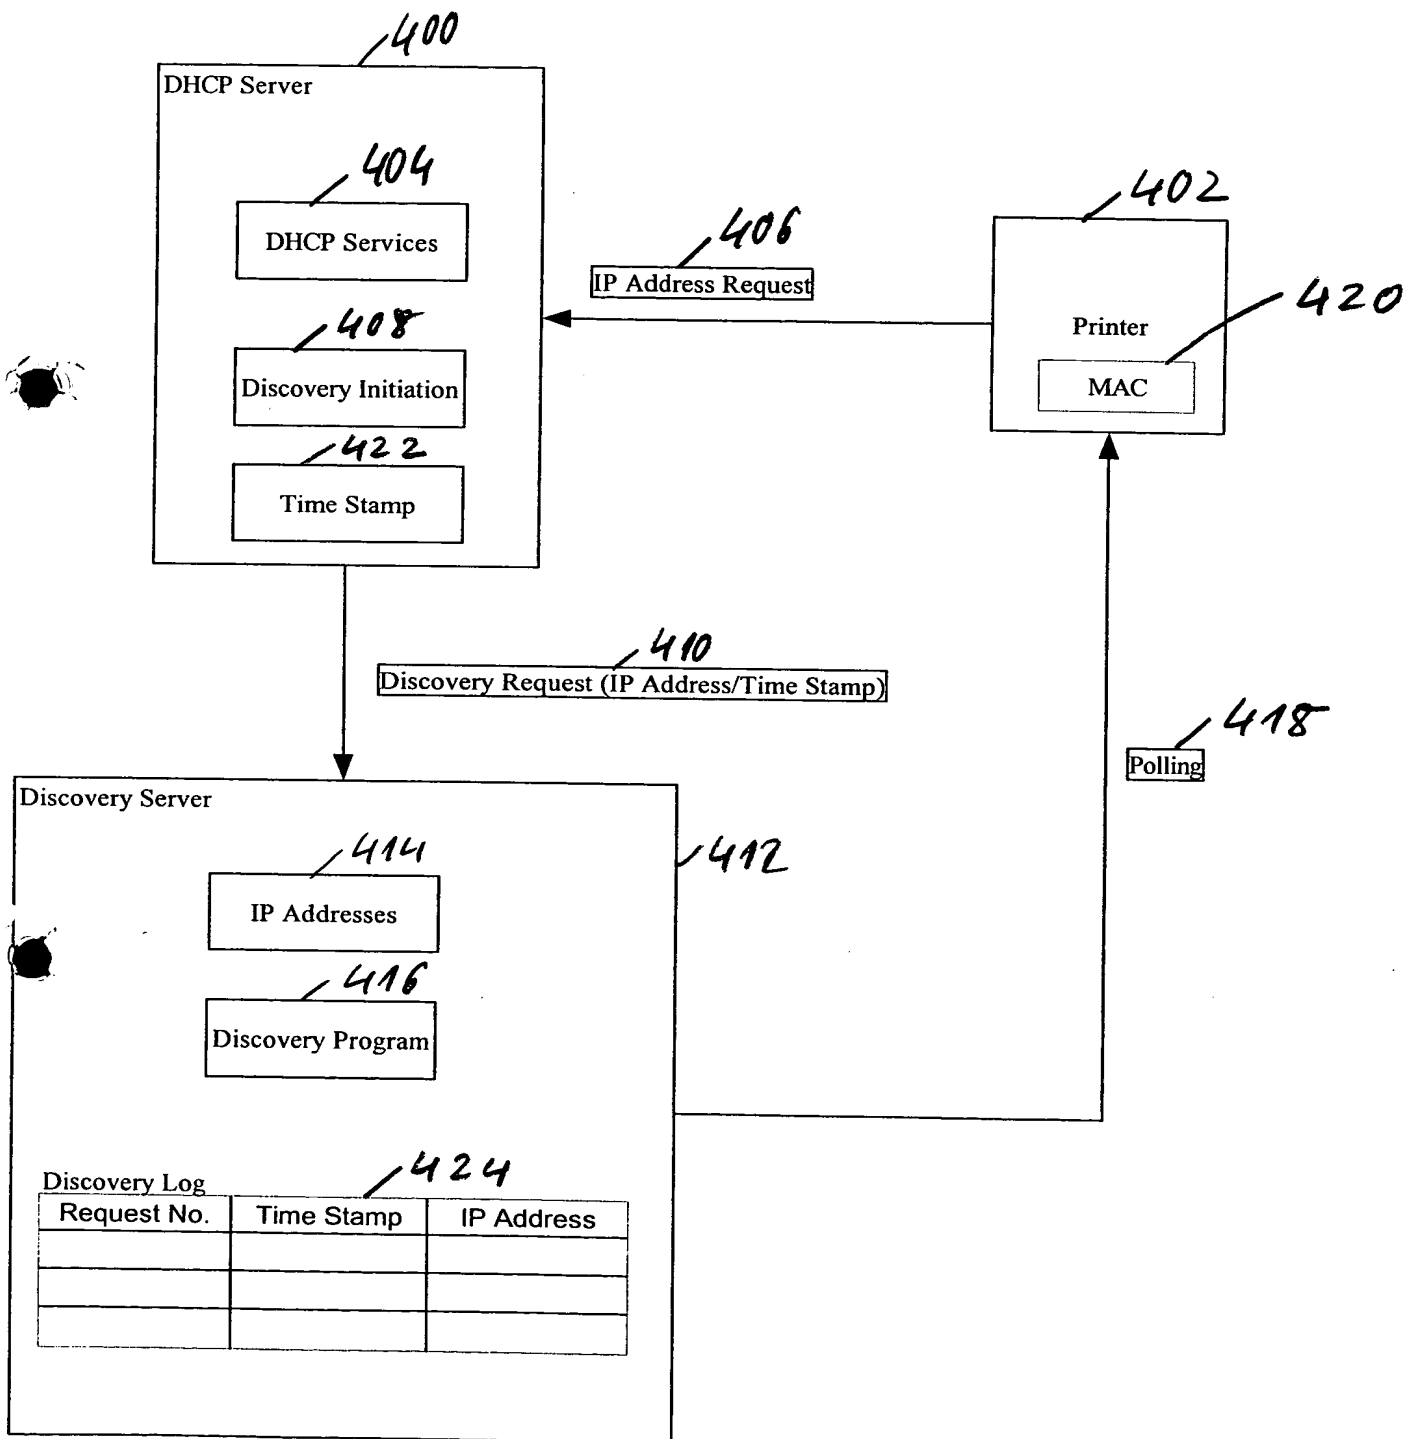 400
DHCP Server
404
DHCP Services
402
406
IP Address Request
420
Printer
MAC
408
Discovery Initiation
422
Time Stamp
410
Discovery Request (IP Address/Time Stamp)
418
Polling
Discovery Server
412
414
IP Addresses
416
Discovery Program
424
Discovery Log
Request No. Time Stamp IP Address